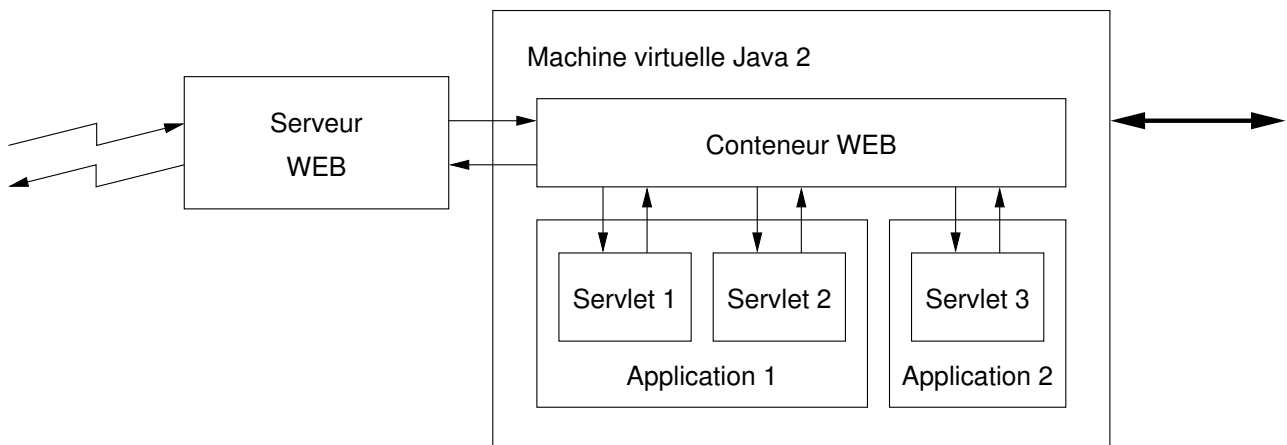 Machine virtuelle Java 2
Serveur
WEB
Conteneur WEB
Servlet 1
Servlet 2
Servlet 3
Application 1
Application 2